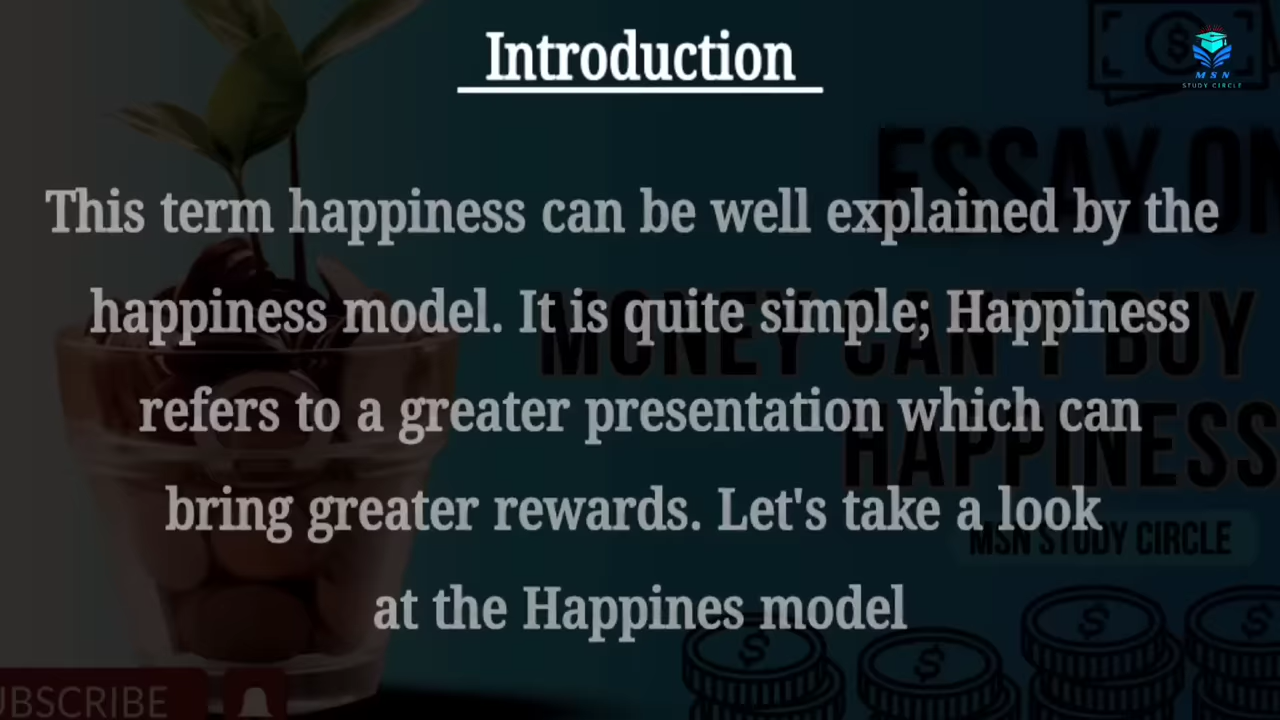 Introduction
MSN
STUDY CIRCLE
ESSAY ON
This term happiness can be well explained by the
happiness model. It is quite simple; Happiness
MONEY CAN'T BUY
refers to a greater presentation which can
HAPPINESS
bring greater rewards. Let's take a look
MSN STUDY CIRCLE
at the Happines model
UBSCRIBE